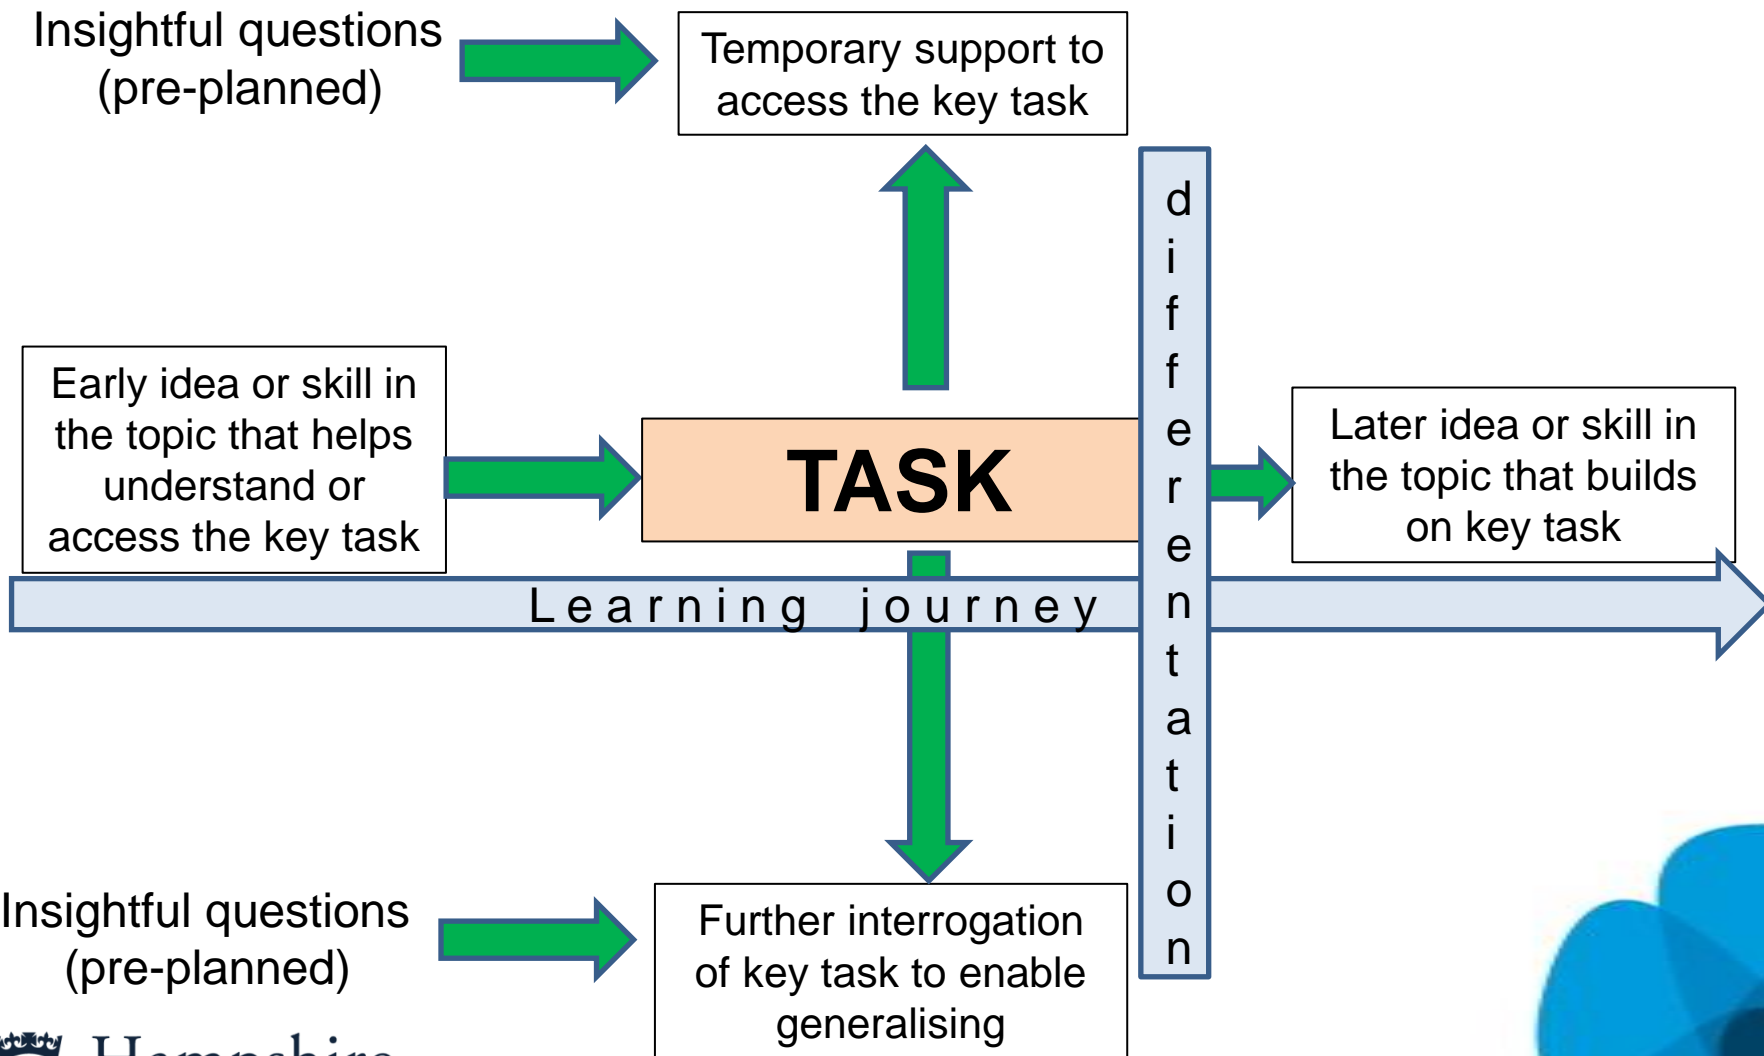 Insightful questions
(pre-planned)
Temporary support to
access the key task
Early idea or skill in
the topic that helps
understand or
access the key task
TASK
differentation
Later idea or skill in
the topic that builds
on key task
Learning journey
Insightful questions
(pre-planned)
Further interrogation
of key task to enable
generalising
Hampshire